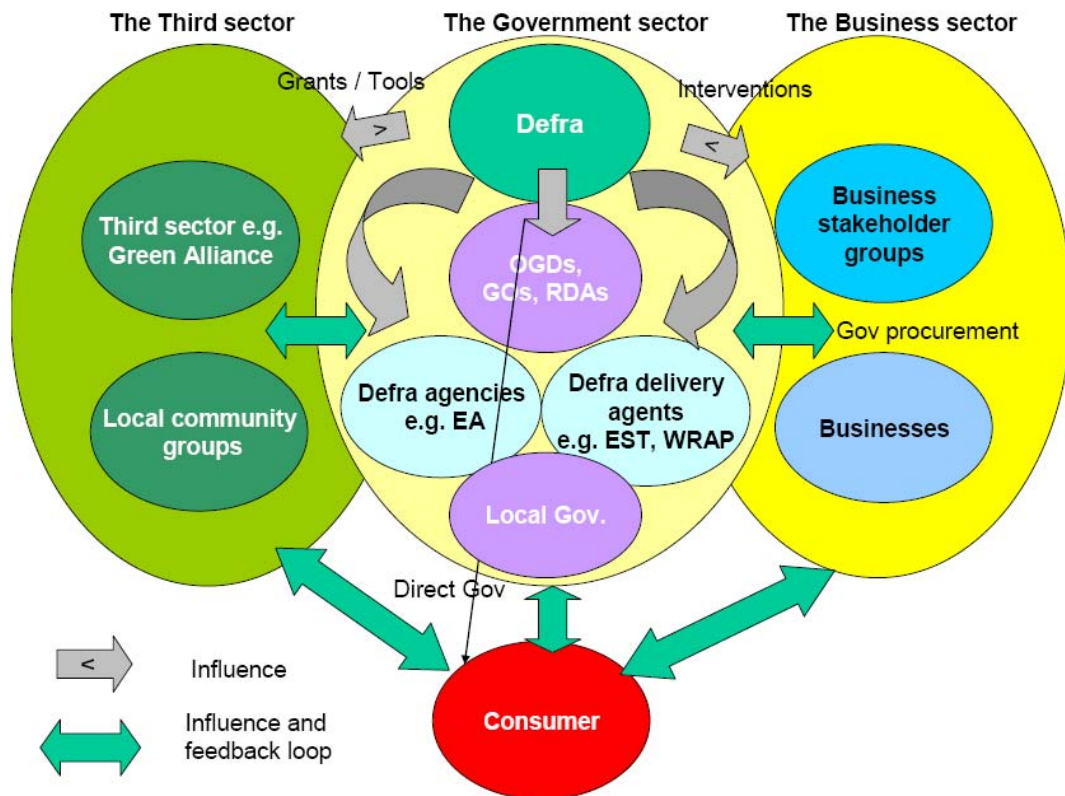 The Third sector
The Government sector
The Business sector
Grants / Tools
Interventions
>
<
Defra
Third sector e.g.
Green Alliance
OGDs,
GOs, RDAs
Business
stakeholder
groups
Gov procurement
Local community
groups
Defra agencies
e.g. EA
Defra delivery
agents
e.g. EST, WRAP
Businesses
Local Gov.
Direct Gov
Consumer
<
Influence
Influence and
feedback loop